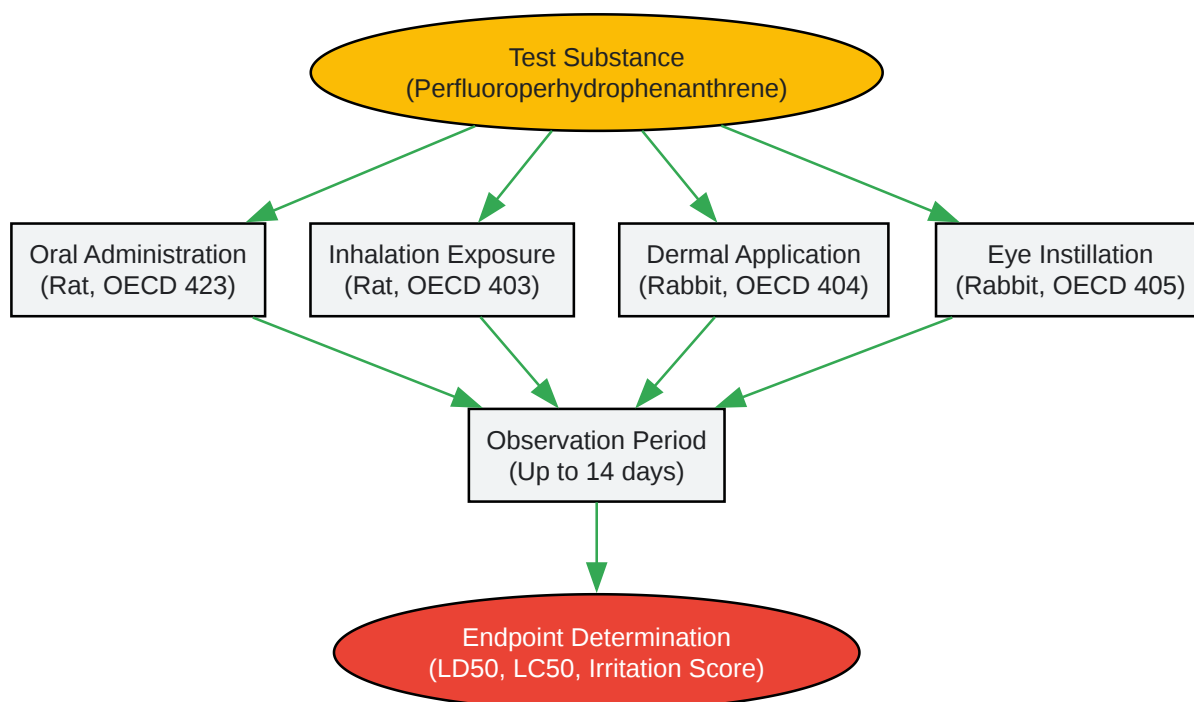 Test Substance
(Perfluoroperhydrophenanthrene)
Oral Administration
(Rat, OECD 423)
Inhalation Exposure
(Rat, OECD 403)
Dermal Application
(Rabbit, OECD 404)
Eye Instillation
(Rabbit, OECD 405)
Observation Period
(Up to 14 days)
Endpoint Determination
(LD50, LC50, Irritation Score)